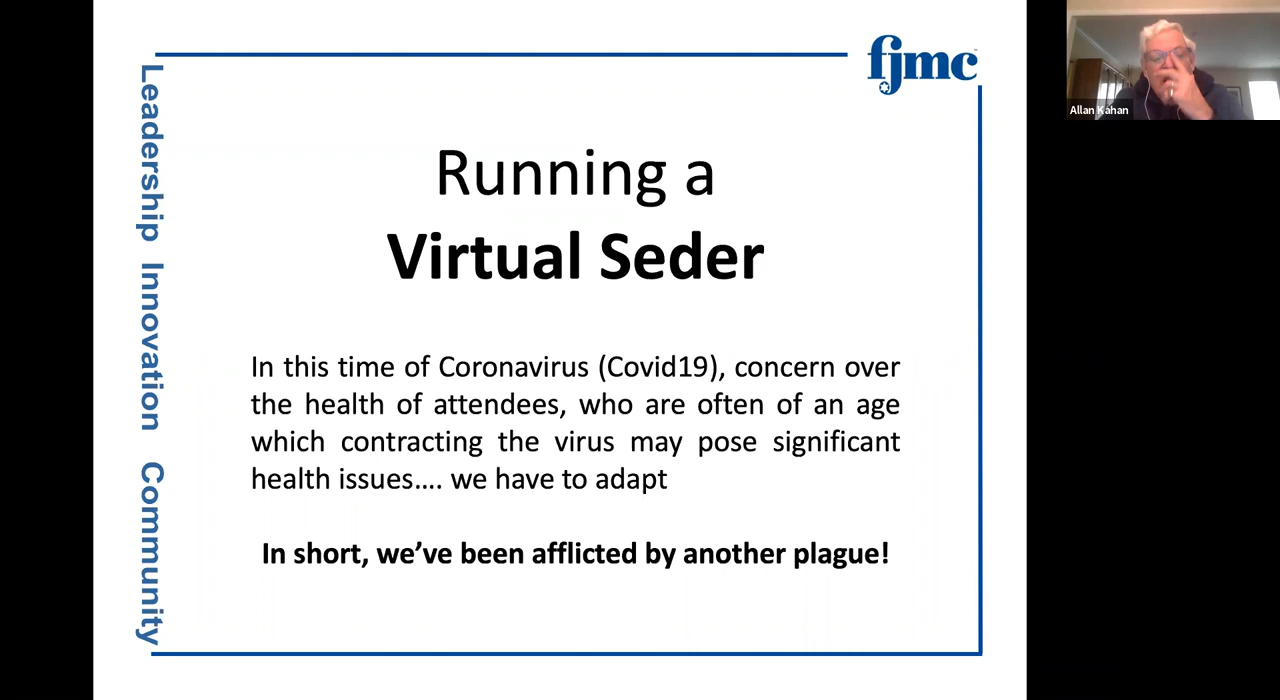 fjmc
Leadership Innovation Community
Running a
Virtual Seder
In this time of Coronavirus (Covid19), concern over
the health of attendees, who are often of an age
which contracting the virus may pose significant
health issues…. we have to adapt
In short, we’ve been afflicted by another plague!
Allan Kahan